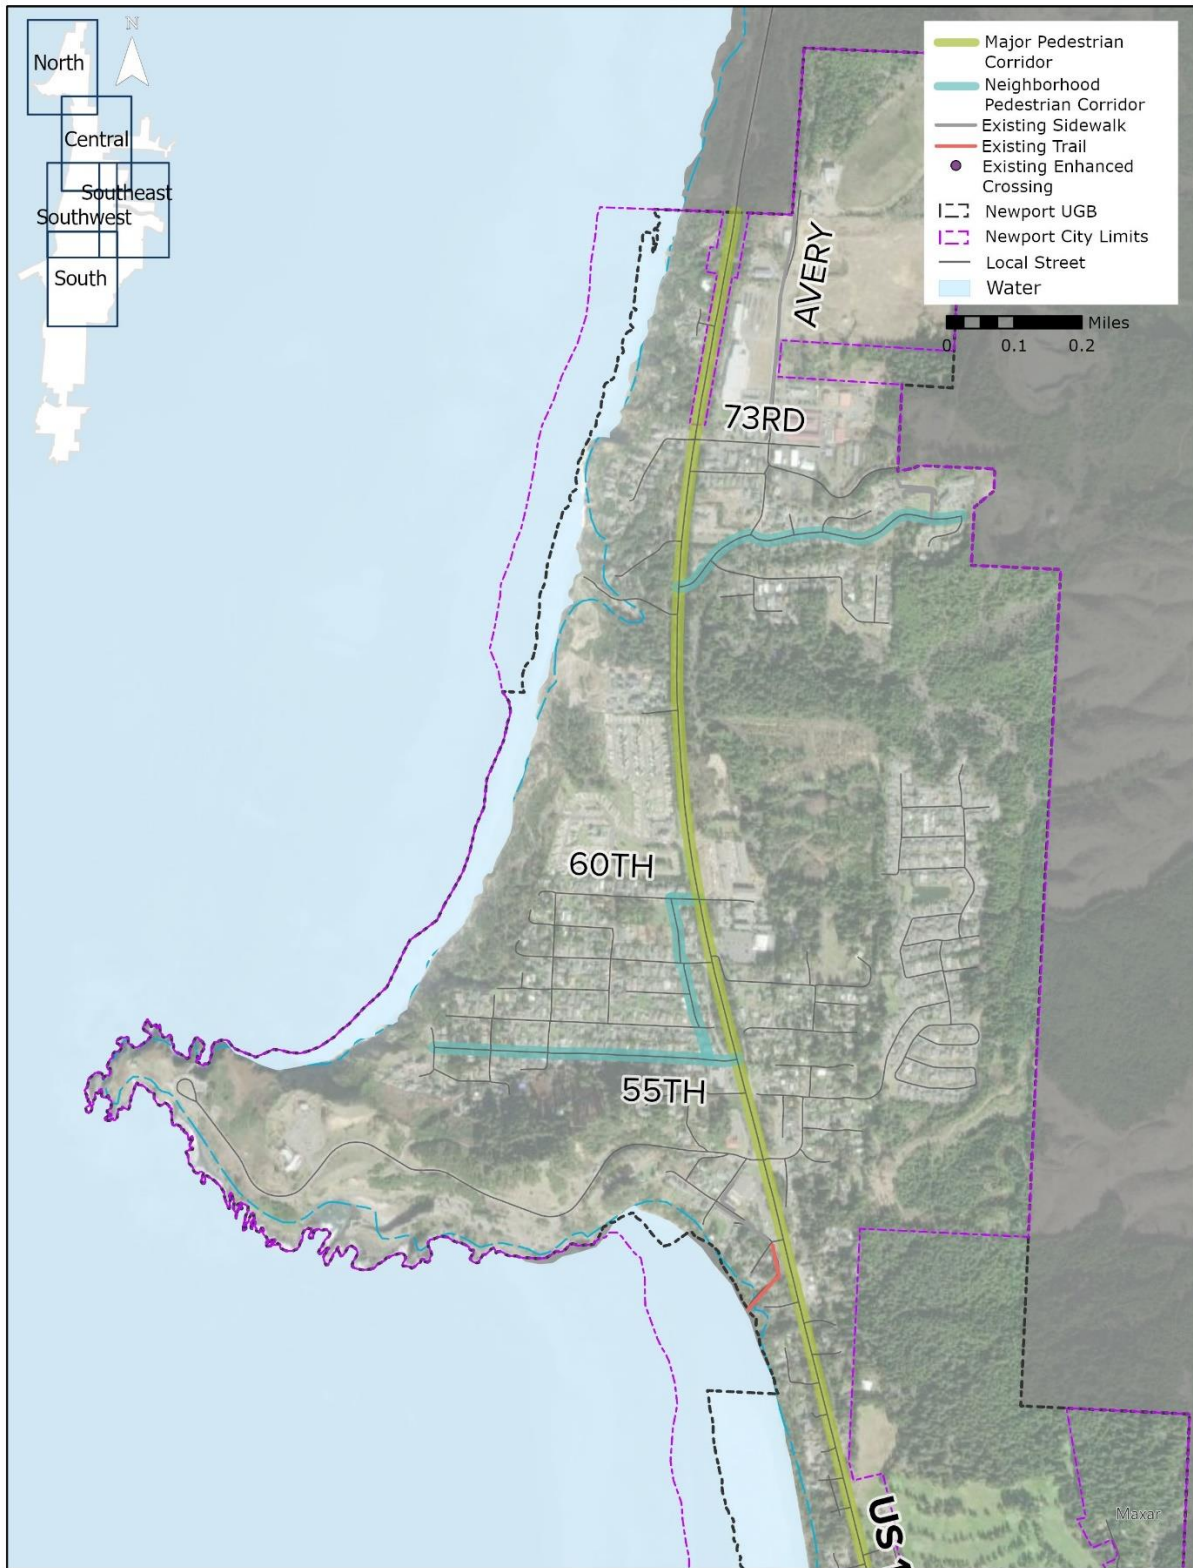 N
North
Central
Southeast
Southwest
South
Major Pedestrian
Corridor
Neighborhood
Pedestrian Corridor
Existing Sidewalk
Existing Trail
Existing Enhanced
Crossing
Newport UGB
Newport City Limits
Local Street
Water
Miles
0 0.1 0.2
AVERY
73RD
60TH
55TH
US
Maxar